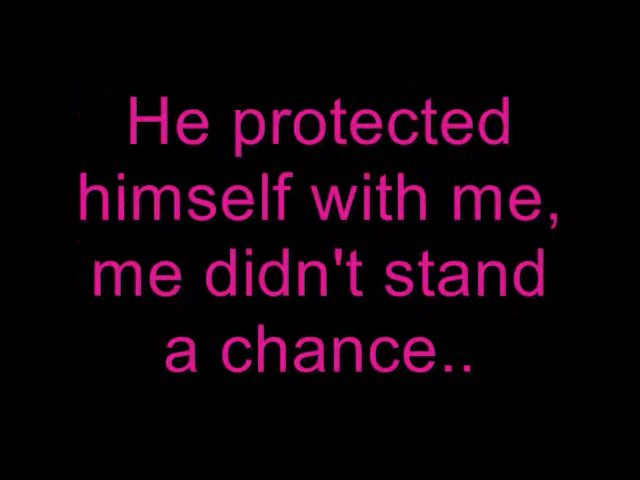 He protected
himself with me,
me didn't stand
a chance..